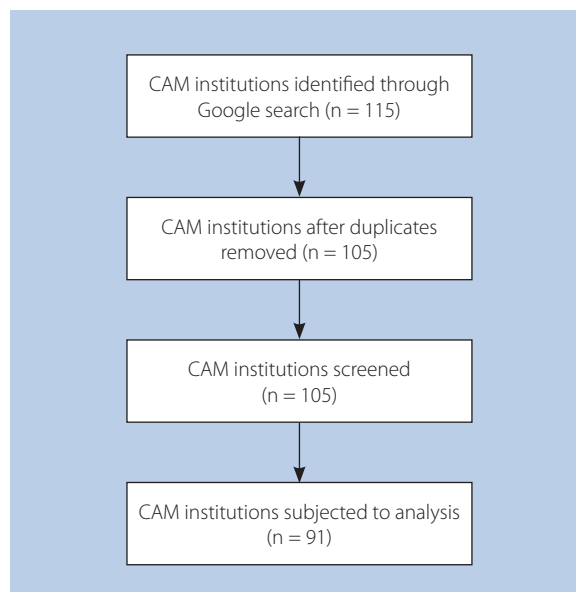 CAM institutions identified through
Google search (n = 115)
CAM institutions after duplicates
removed (n = 105)
CAM institutions screened
(n = 105)
CAM institutions subjected to analysis
(n = 91)